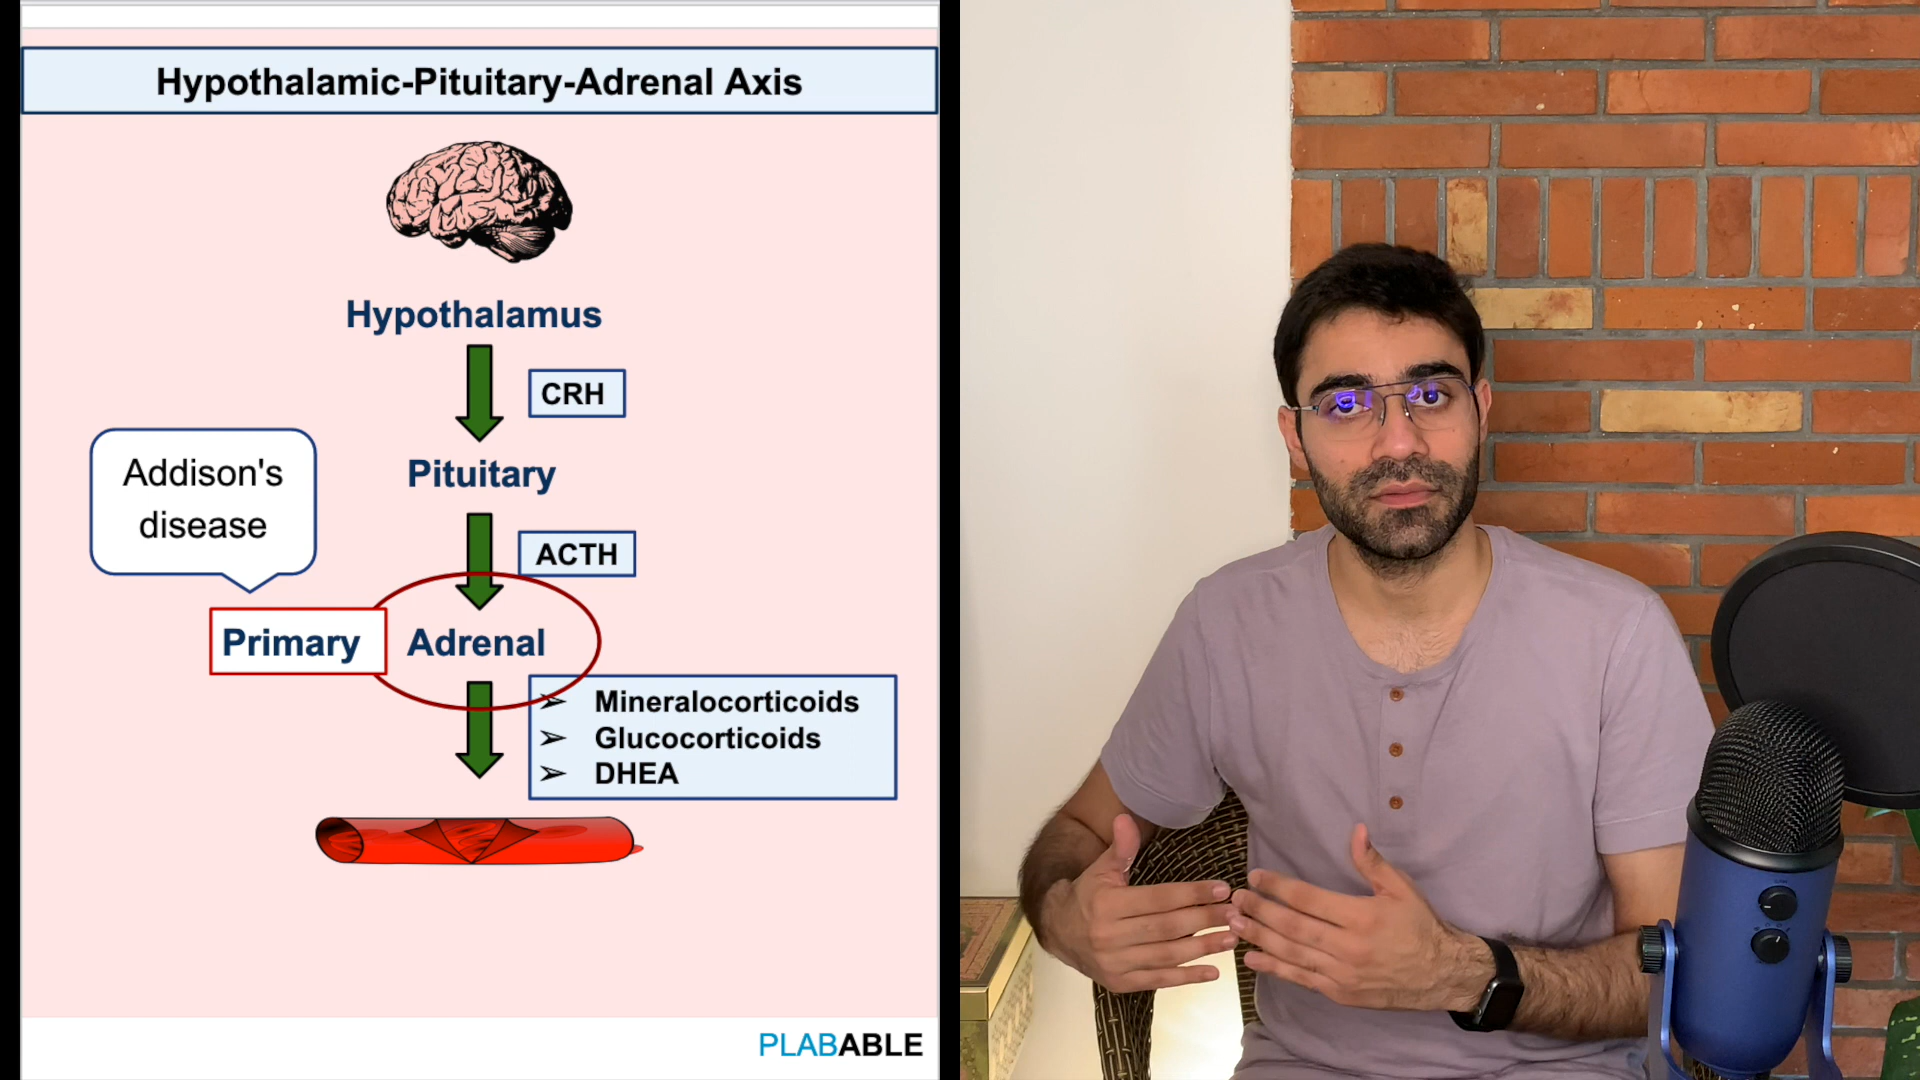 Hypothalamic-Pituitary-Adrenal Axis
Hypothalamus
CRH
Addison's
disease
Pituitary
ACTH
Primary
Adrenal
➢ Mineralocorticoids
➢ Glucocorticoids
➢ DHEA
PLABABLE